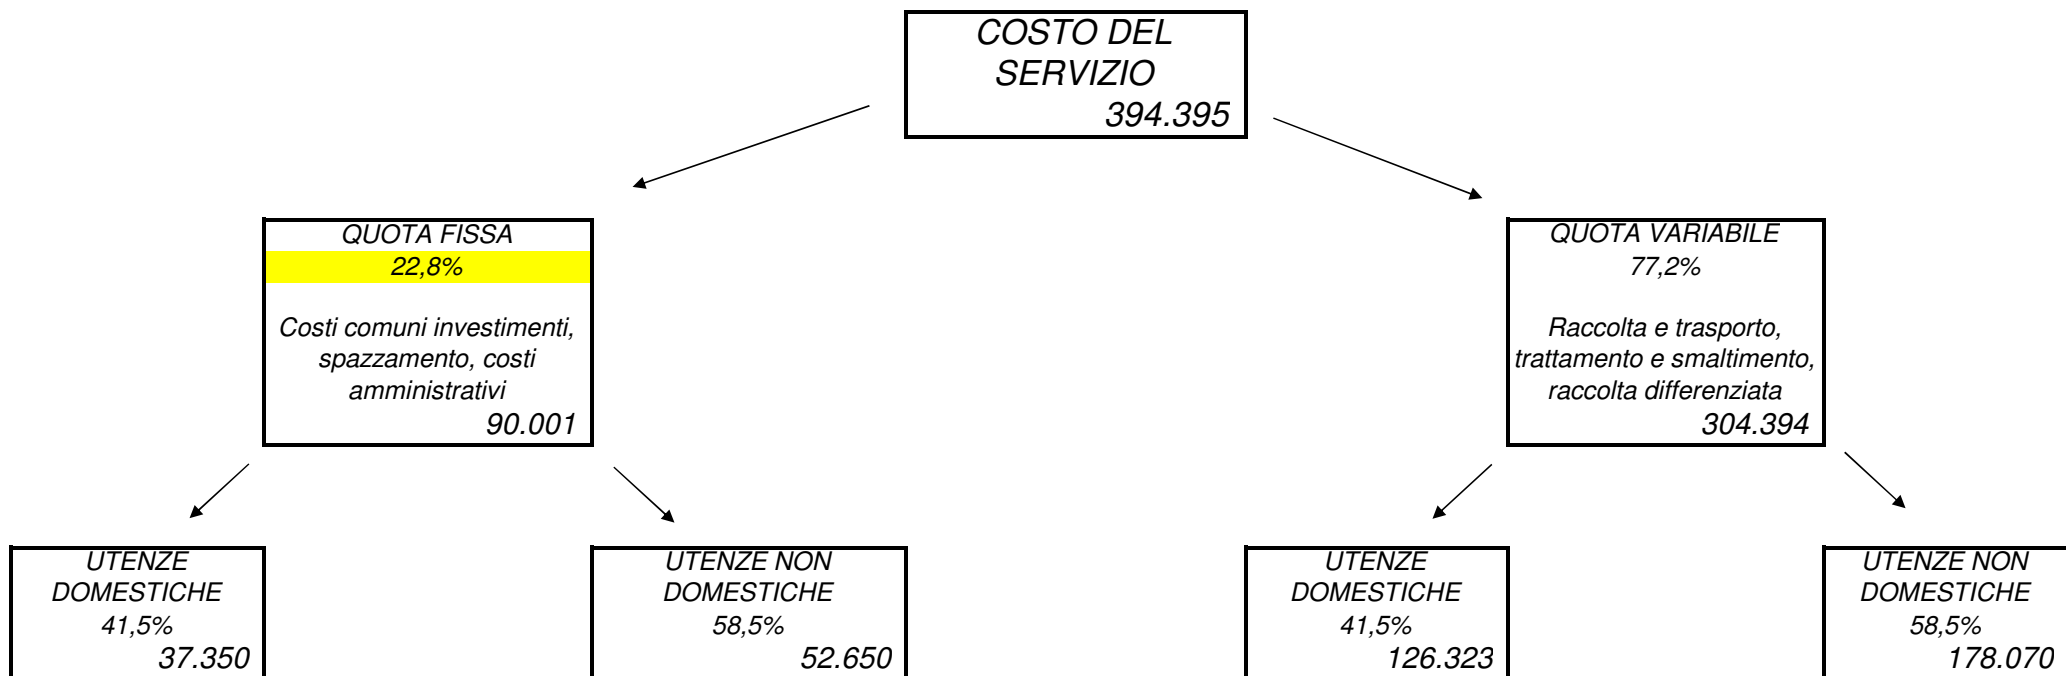 COSTO DEL
SERVIZIO
394.395
QUOTA FISSA
22,8%
Costi comuni investimenti,
spazzamento, costi
amministrativi
90.001
QUOTA VARIABILE
77,2%
Raccolta e trasporto,
trattamento e smaltimento,
raccolta differenziata
304.394
UTENZE
DOMESTICHE
41,5%
37.350
UTENZE NON
DOMESTICHE
58,5%
52.650
UTENZE
DOMESTICHE
41,5%
126.323
UTENZE NON
DOMESTICHE
58,5%
178.070